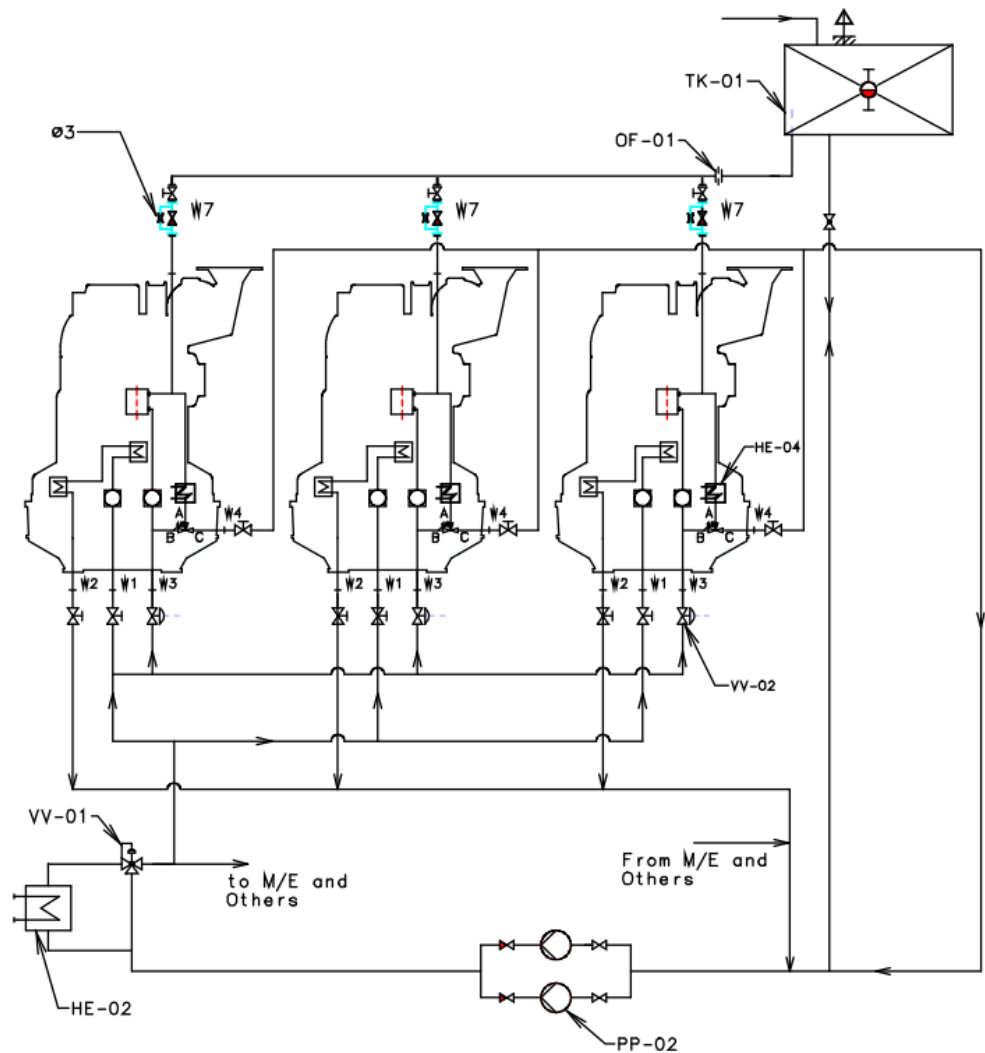 TK-01
ø3
OF-01
W7
W7
W7
HE-04
A
B
C
W4
A
B
C
W4
A
B
C
W4
W2
W1
W3
W2
W1
W3
W2
W1
W3
VV-02
VV-01
to M/E and
Others
From M/E and
Others
HE-02
PP-02